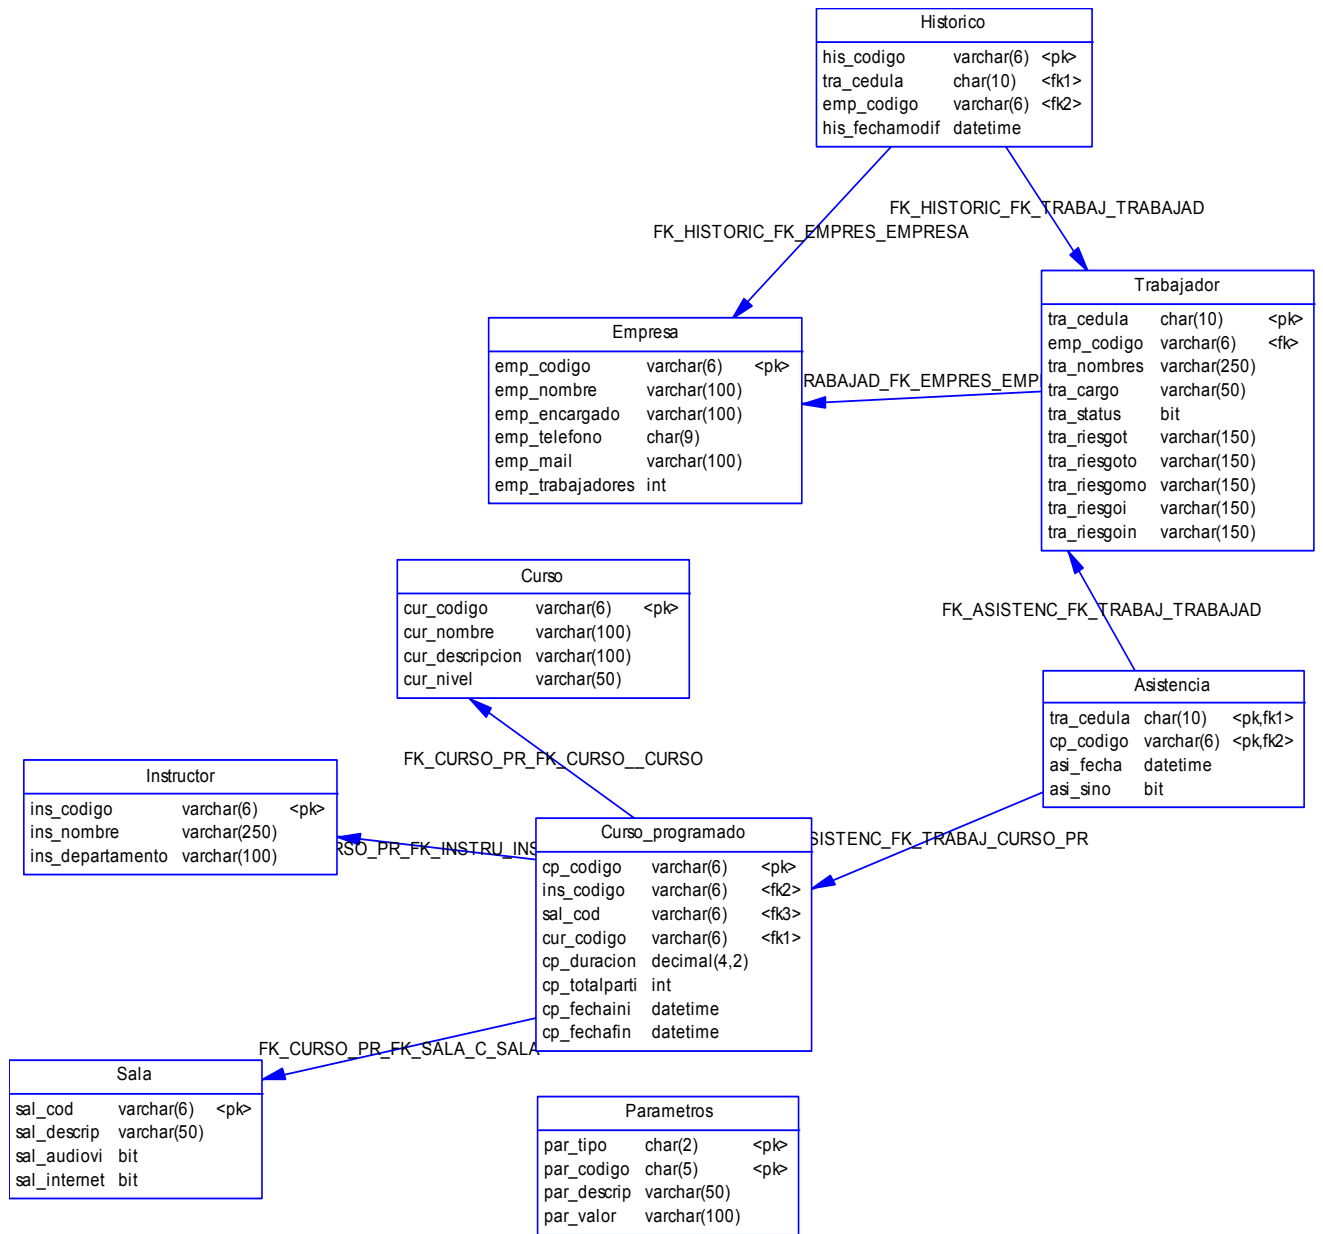 Historico
his_codigo varchar(6) <pk>
tra_cedula char(10) <fk1>
emp_codigo varchar(6) <fk2>
his_fechamodif datetime
FK_HISTORIC_FK_TRABAJ_TRABAJAD
FK_HISTORIC_FK_EMPRES_EMPRESA
Trabajador
tra_cedula char(10) <pk>
emp_codigo varchar(6) <fk>
tra_nombres varchar(250)
tra_cargo varchar(50)
tra_status bit
tra_riesgot varchar(150)
tra_riesgoto varchar(150)
tra_riesgomo varchar(150)
tra_riesgoi varchar(150)
tra_riesgoin varchar(150)
Empresa
emp_codigo varchar(6) <pk>
emp_nombre varchar(100)
emp_encargado varchar(100)
emp_telefono char(9)
emp_mail varchar(100)
emp_trabajadores int
RABAJAD_FK_EMPRES_EMP
Curso
cur_codigo varchar(6) <pk>
cur_nombre varchar(100)
cur_descripcion varchar(100)
cur_nivel varchar(50)
FK_ASISTENC_FK_TRABAJ_TRABAJAD
Asistencia
tra_cedula char(10) <pk,fk1>
cp_codigo varchar(6) <pk,fk2>
asi_fecha datetime
asi_sino bit
FK_CURSO_PR_FK_CURSO__CURSO
Instructor
ins_codigo varchar(6) <pk>
ins_nombre varchar(250)
ins_departamento varchar(100)
RSO_PR_FK_INSTRU_INS
SISTENC_FK_TRABAJ_CURSO_PR
Curso_programado
cp_codigo varchar(6) <pk>
ins_codigo varchar(6) <fk2>
sal_cod varchar(6) <fk3>
cur_codigo varchar(6) <fk1>
cp_duracion decimal(4,2)
cp_totalparti int
cp_fechaini datetime
cp_fechafin datetime
FK_CURSO_PR_FK_SALA_C_SALA
Sala
sal_cod varchar(6) <pk>
sal_descrip varchar(50)
sal_audiovi bit
sal_internet bit
Parametros
par_tipo char(2) <pk>
par_codigo char(5) <pk>
par_descrip varchar(50)
par_valor varchar(100)